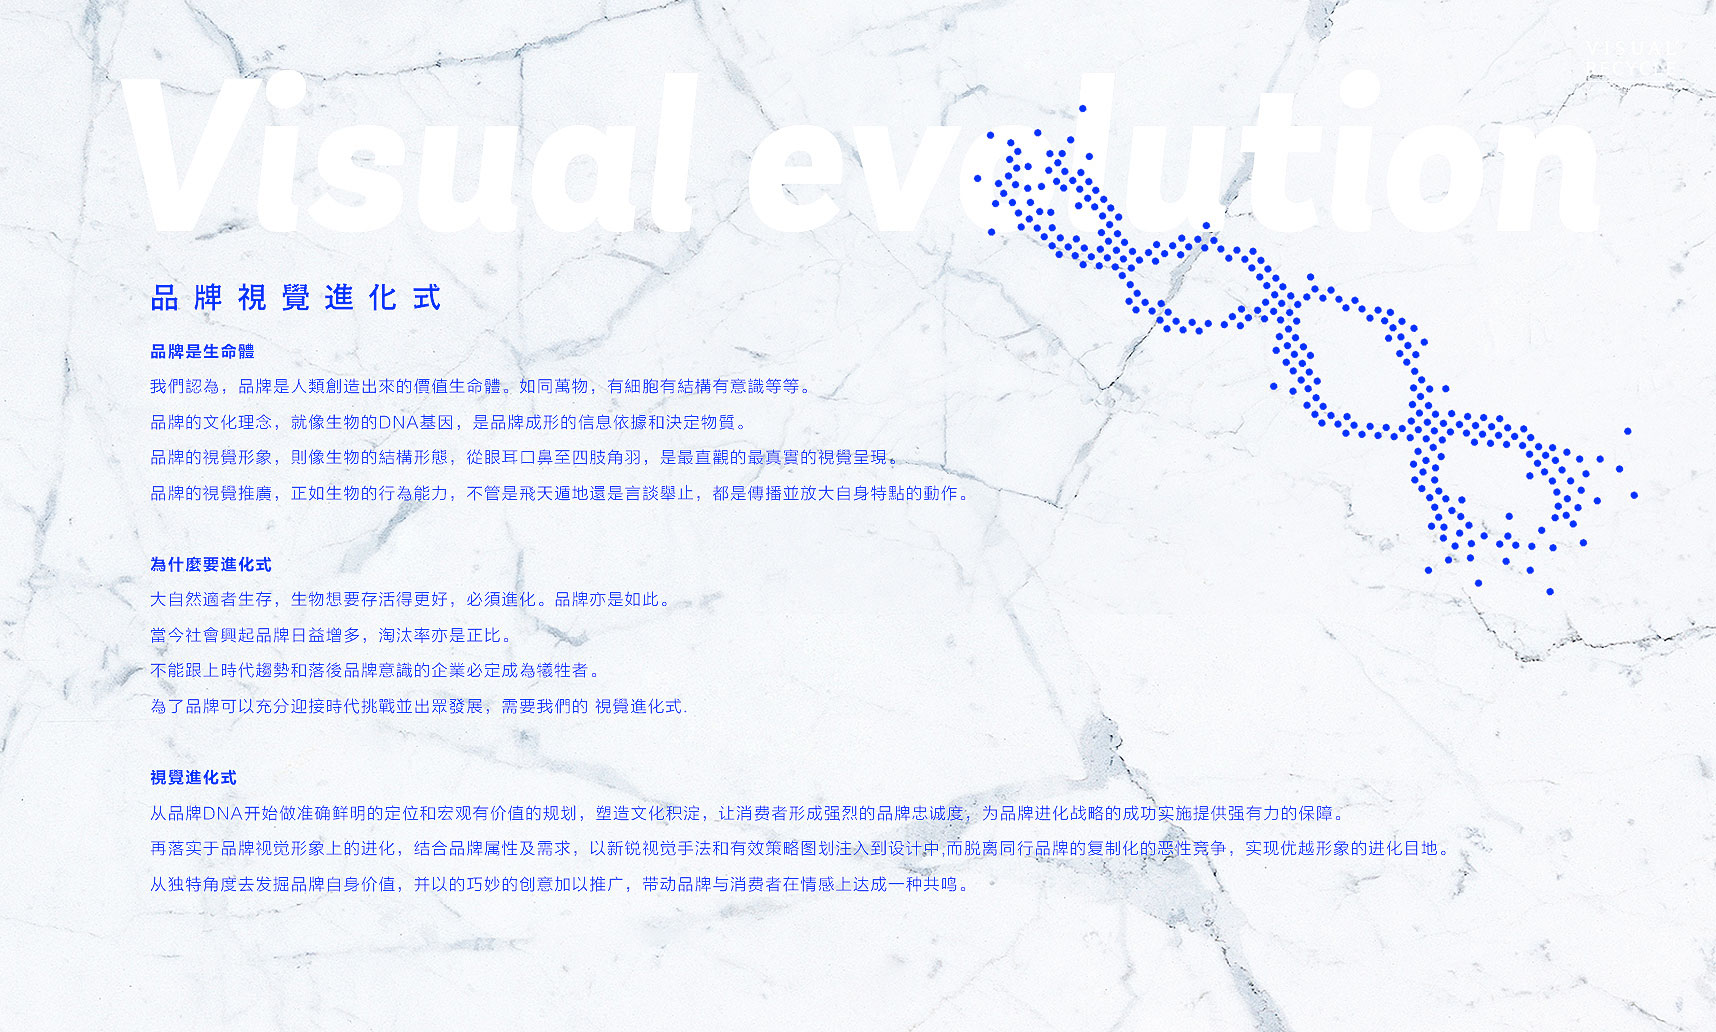 VISUAL
Visual evolution
品牌視覺進化式
品牌是生命體
我們認為，品牌是人類創造出來的價值生命體。如同萬物，有細胞有結構有意識等等。
品牌的文化理念，就像生物的DNA基因，是品牌成形的信息依據和決定物質。
品牌的視覺形象，則像生物的結構形態，從眼耳口鼻至四肢角羽，是最直觀的最真實的視覺呈現。
品牌的視覺推廣，正如生物的行為能力，不管是飛天遁地還是言談舉止，都是傳播並放大自身特點的動作。
為什麼要進化式
大自然適者生存，生物想要存活得更好，必須進化。品牌亦是如此。
當今社會興起品牌日益增多，淘汰率亦是正比。
不能跟上時代趨勢和落後品牌意識的企業必定成為犧牲者。
為了品牌可以充分迎接時代挑戰並出眾發展，需要我們的 視覺進化式.
視覺進化式
从品牌DNA开始做准确鲜明的定位和宏观有价值的规划，塑造文化积淀，让消费者形成强烈的品牌忠诚度，为品牌进化战略的成功实施提供强有力的保障。
再落实于品牌视觉形象上的进化，结合品牌属性及需求，以新锐视觉手法和有效策略图划注入到设计中,而脱离同行品牌的复制化的恶性竞争，实现优越形象的进化目地。
从独特角度去发掘品牌自身价值，并以的巧妙的创意加以推广，带动品牌与消费者在情感上达成一种共鸣。